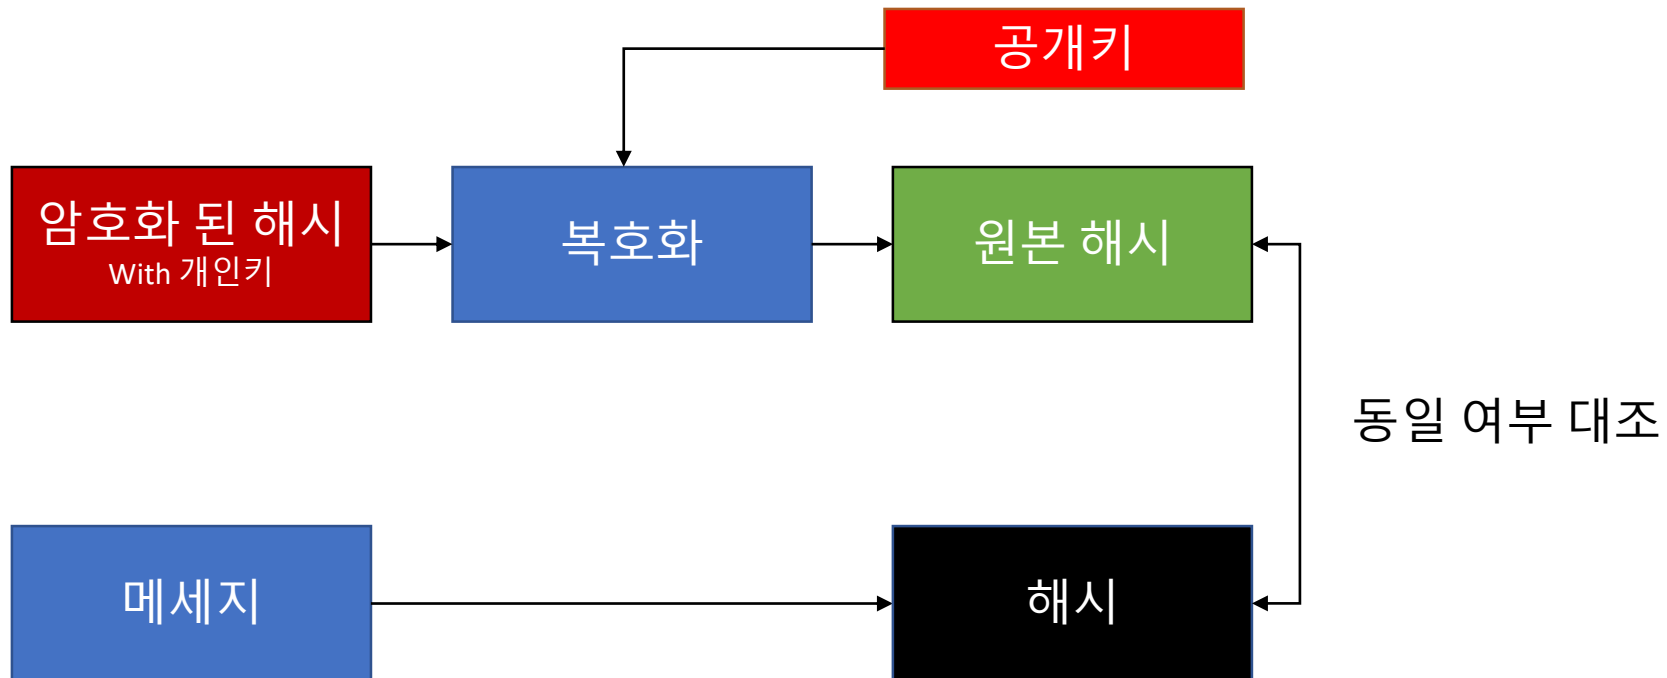 공개키
암호화 된 해시
With 개인키
복호화
원본 해시
동일 여부 대조
메세지
해시